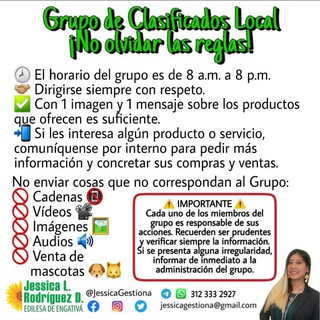 Grupo de Clasificados Local
¡No olvidar las reglas!
El horario del grupo es de 8 a.m. a 8 p.m.
Dirigirse siempre con respeto.
Con 1 imagen y 1 mensaje sobre los productos
que ofrecen es suficiente.
Si les interesa algún producto o servicio,
comuníquense por interno para pedir más
información y concretar sus compras y ventas.
No enviar cosas que no correspondan al Grupo:
Cadenas
Vídeos
Imágenes
Audios
Venta de
mascotas
IMPORTANTE
Cada uno de los miembros del
grupo es responsable de sus
acciones. Recuerden ser prudentes
y verificar siempre la información.
Si se presenta alguna irregularidad,
informar de inmediato a la
administración del grupo.
Jessica L.
Rodríguez D.
EDILESA DE ENGATIVÁ
@JessicaGestiona
312 333 2927
jessicagestiona@gmail.com